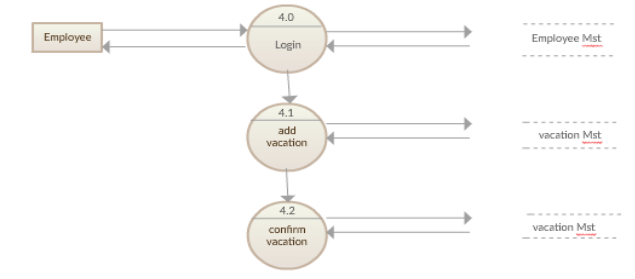 4.0
Employee
Login
Employee Mst
4.1
add
vacation
vacation Mst
4.2
confirm
vacation
vacation Mst